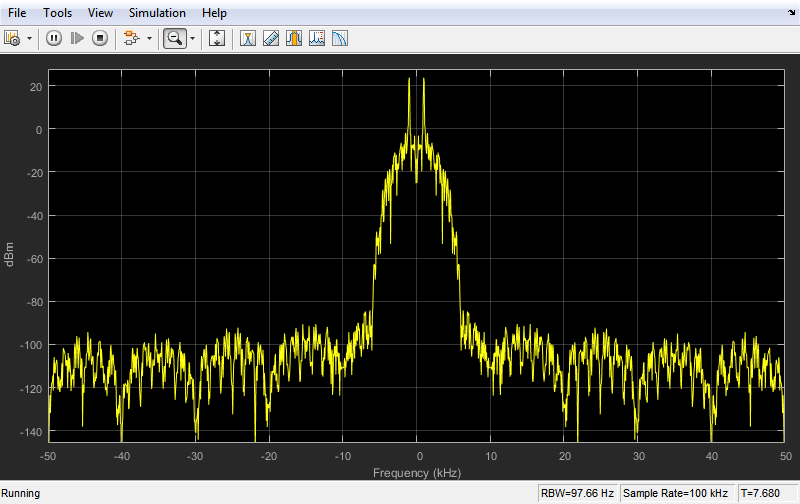 File Tools View Simulation Help
20
0
-20
-40
-60
-80
-100
-120
-140
dBm
-50 -40 -30 -20 -10 0 10 20 30 40 50
Frequency (kHz)
Running RBW=97.66 Hz Sample Rate=100 kHz T=7.680